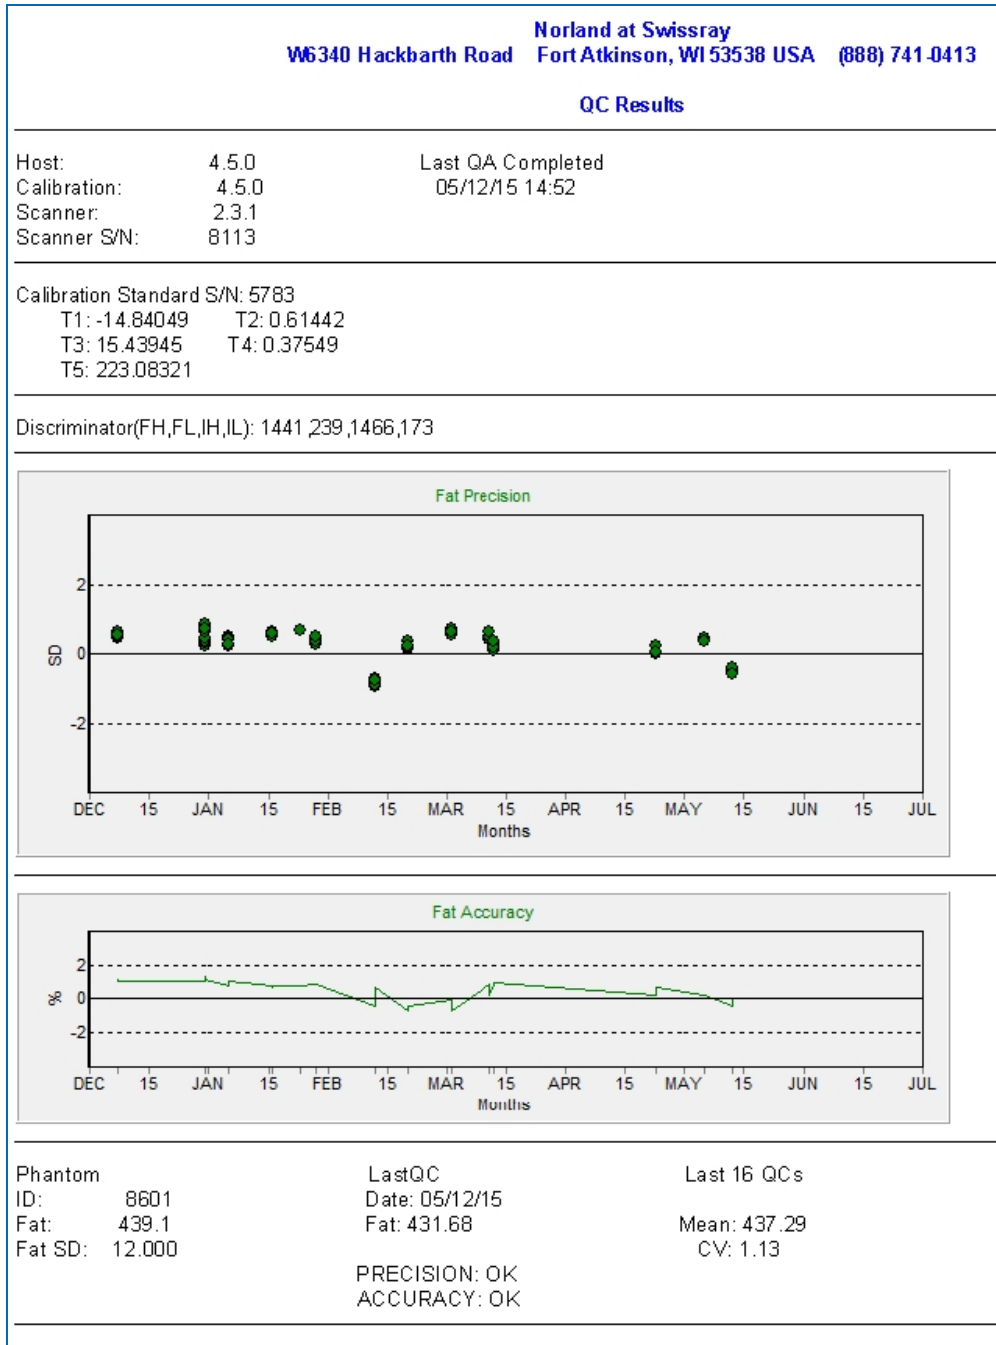 Norland at Swissray
W6340 Hackbarth Road Fort Atkinson, WI 53538 USA (888) 741-0413
QC Results
Host: 4.5.0 Last QA Completed
Calibration: 4.5.0 05/12/15 14:52
Scanner: 2.3.1
Scanner S/N: 8113
Calibration Standard S/N: 5783
T1: -14.84049 T2: 0.61442
T3: 15.43945 T4: 0.37549
T5: 223.08321
Discriminator(FH,FL,IH,IL): 1441,239,1466,173
Fat Precision
2
SD 0
-2
DEC 15 JAN 15 FEB 15 MAR 15 APR 15 MAY 15 JUN 15 JUL
Months
Fat Accuracy
2
% 0
-2
DEC 15 JAN 15 FEB 15 MAR 15 APR 15 MAY 15 JUN 15 JUL
Months
Phantom LastQC Last 16 QCs
ID: 8601 Date: 05/12/15
Fat: 439.1 Fat: 431.68 Mean: 437.29
Fat SD: 12.000 CV: 1.13
PRECISION: OK
ACCURACY: OK